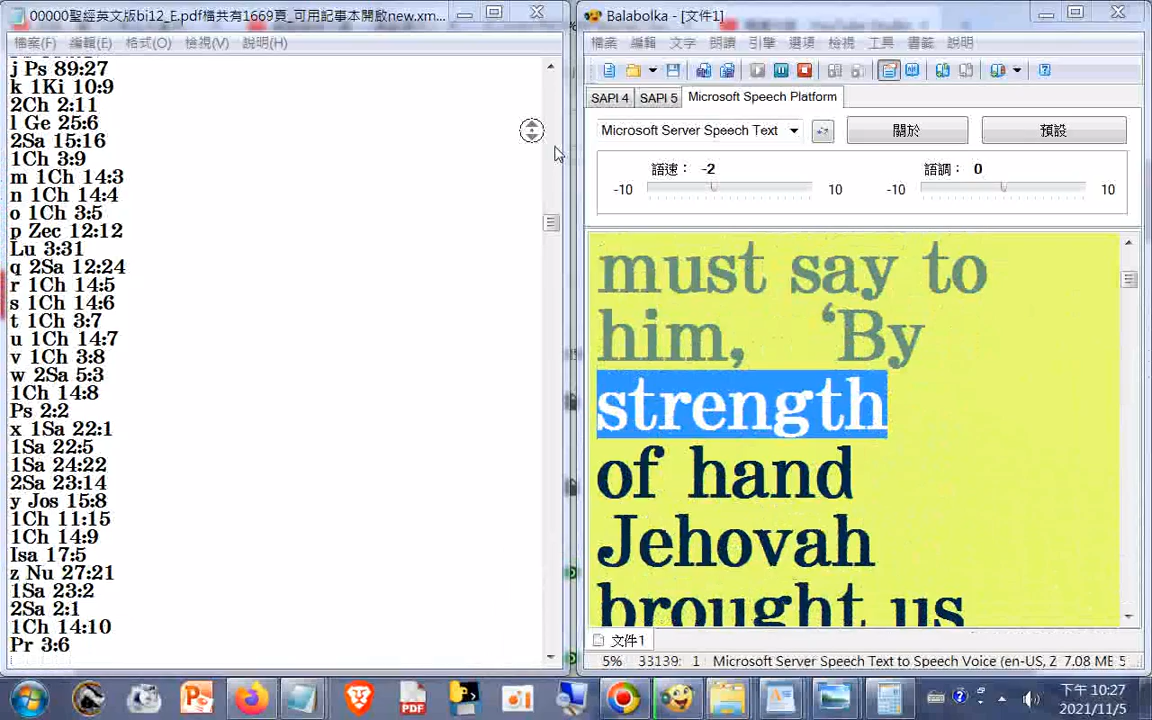 00000聖經英文版bi12_E.pdf檔共有1669頁_可用記事本開啟new.xm...
檔案(F) 編輯(E) 格式(O) 檢視(V) 說明(H)
j Ps 89:27
k 1Ki 10:9
2Ch 2:11
l Ge 25:6
2Sa 15:16
1Ch 3:9
m 1Ch 14:3
n 1Ch 14:4
o 1Ch 3:5
p Zec 12:12
Lu 3:31
q 2Sa 12:24
r 1Ch 14:5
s 1Ch 14:6
t 1Ch 3:7
u 1Ch 14:7
v 1Ch 3:8
w 2Sa 5:3
1Ch 14:8
Ps 2:2
x 1Sa 22:1
1Sa 22:5
1Sa 24:22
2Sa 23:14
y Jos 15:8
1Ch 11:15
1Ch 14:9
Isa 17:5
z Nu 27:21
1Sa 23:2
2Sa 2:1
1Ch 14:10
Pr 3:6
Balabolka - [文件1]
檔案 編輯 文字 朗讀 引擎 選項 檢視 工具 書籤 說明
SAPI 4 SAPI 5 Microsoft Speech Platform
Microsoft Server Speech Text 關於 預設
語速： -2 語調： 0
-10 10 -10 10
must say to
him, ‘By
strength
of hand
Jehovah
brought us
文件1
5% 33139: 1 Microsoft Server Speech Text to Speech Voice (en-US, 2 7.08 MB 5
PDF
下午 10:27
2021/11/5